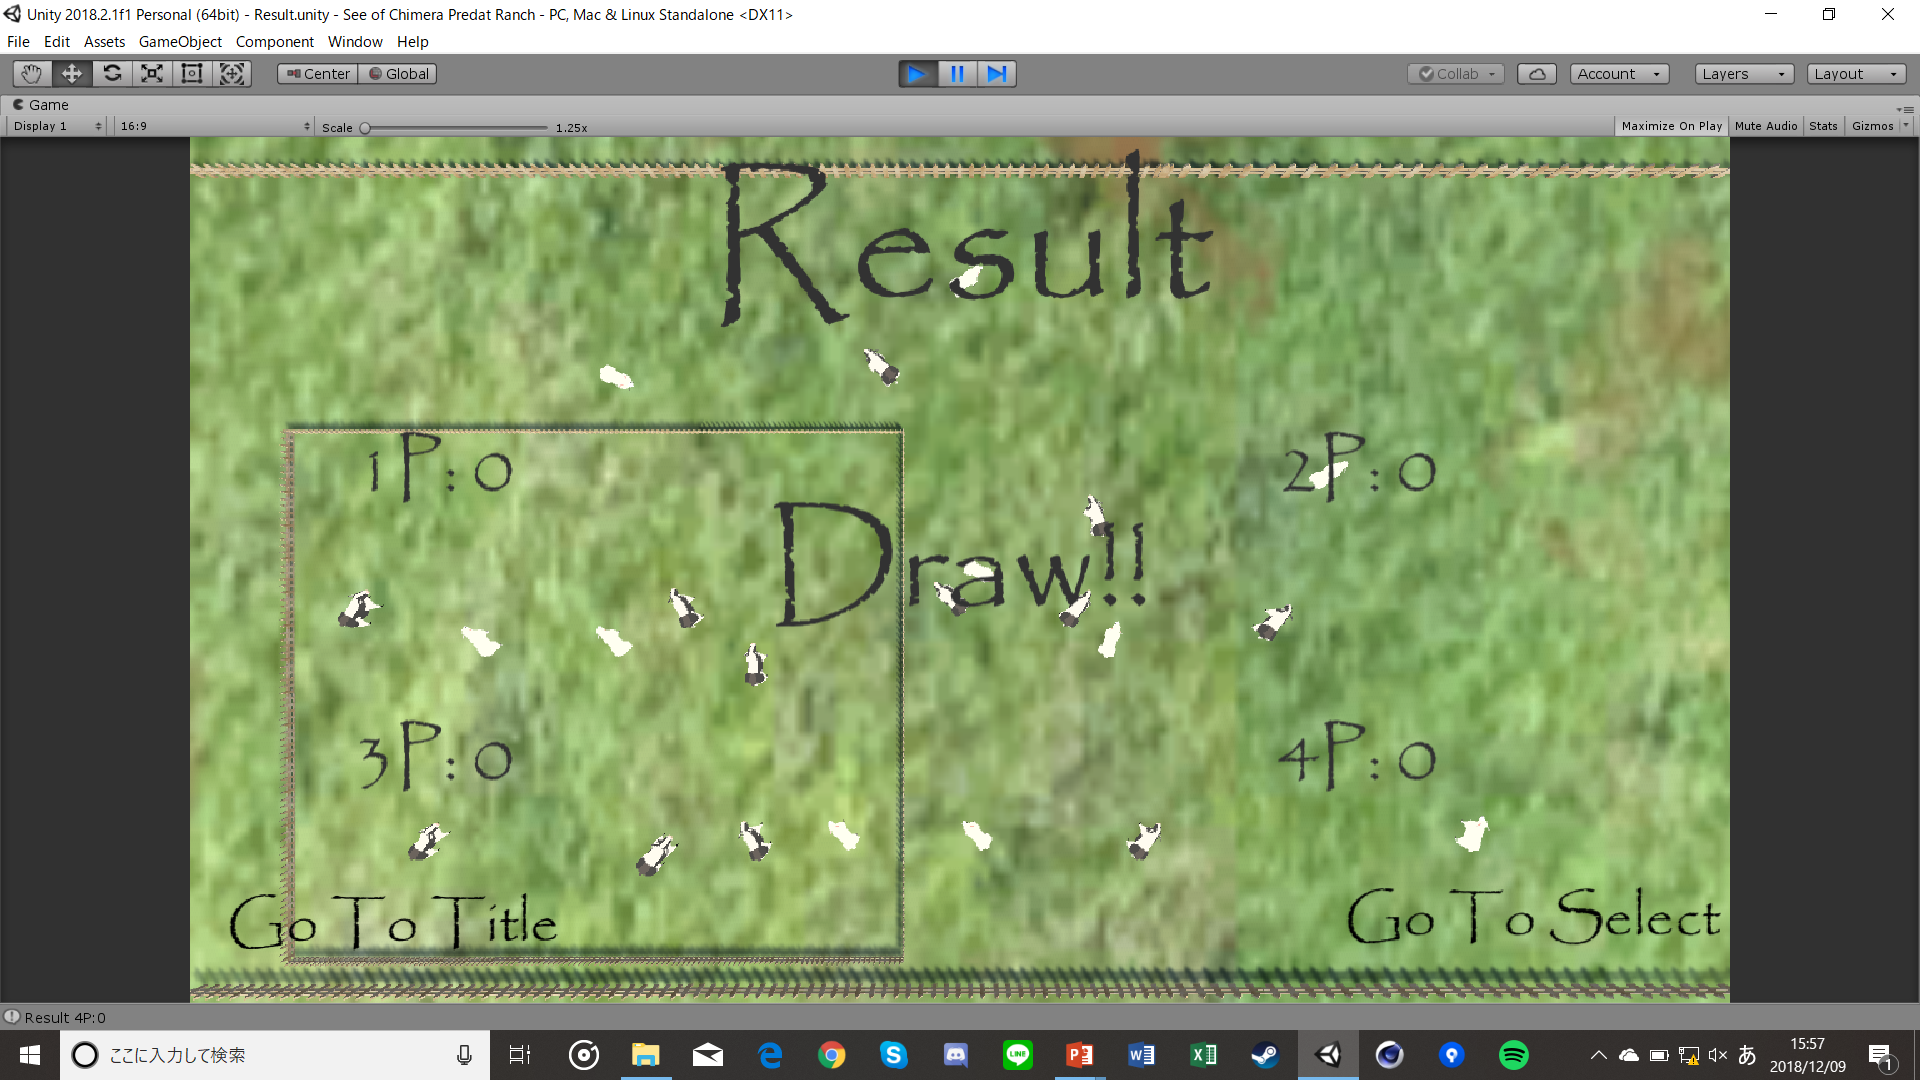 Unity 2018.2.1f1 Personal (64bit) - Result.unity - See of Chimera Predat Ranch - PC, Mac & Linux Standalone <DX11>
File Edit Assets GameObject Component Window Help
Center Global Collab Account Layers Layout
Game
Display 1 16:9 Scale 1.25x Maximize On Play Mute Audio Stats Gizmos
Result
1P:0 2P:0
Draw!!
3P:0 4P:0
Go To Title Go To Select
Result 4P:0
ここに入力して検索
LINE
あ
15:57
2018/12/09
1